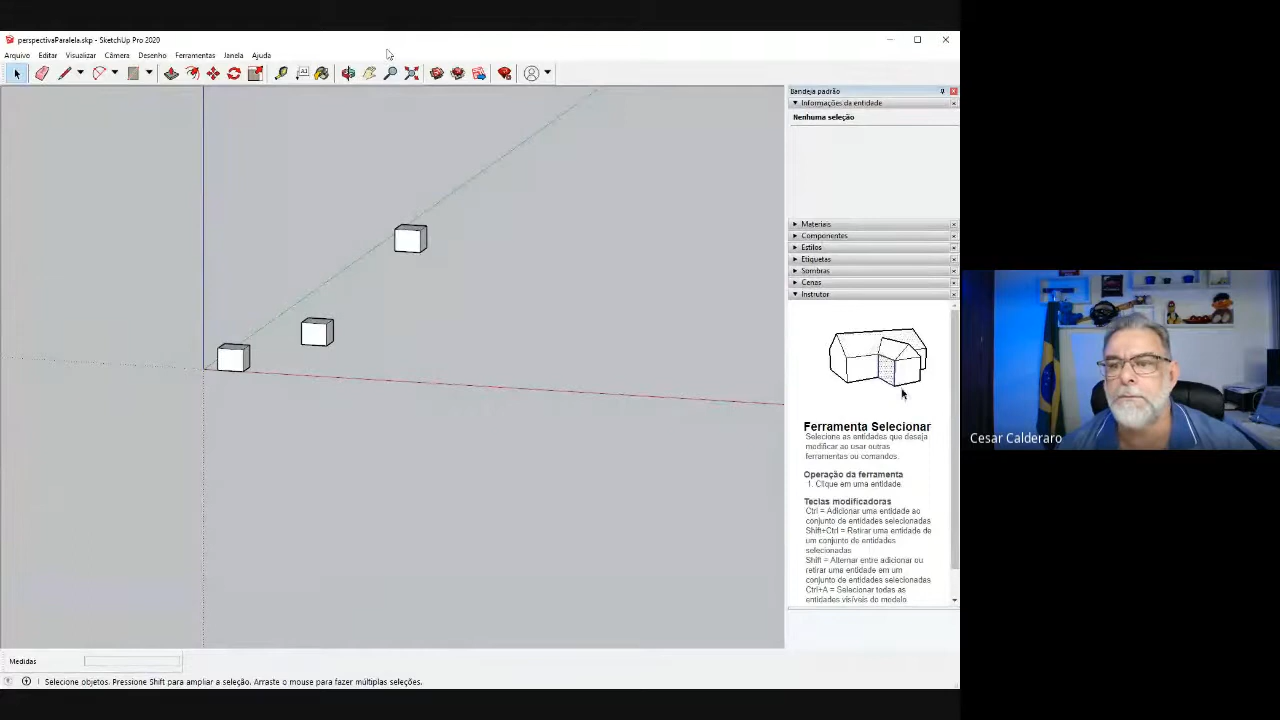 perspectivaParalela.skp - SketchUp Pro 2020
Arquivo Editar Visualizar Câmera Desenho Ferramentas Janela Ajuda
A1
Bandeja padrão
Informações da entidade
Nenhuma seleção
Materiais
Componentes
Estilos
Etiquetas
Sombras
Cenas
Instrutor
Ferramenta Selecionar
Selecione as entidades que deseja
modificar ao usar outras
ferramentas ou comandos.
Operação da ferramenta
1. Clique em uma entidade.
Teclas modificadoras
Ctrl = Adicionar uma entidade ao
conjunto de entidades selecionadas
Shift+Ctrl = Retirar uma entidade de
um conjunto de entidades
selecionadas
Shift = Alternar entre adicionar ou
retirar uma entidade em um
conjunto de entidades selecionadas
Ctrl+A = Selecionar todas as
entidades visíveis do modelo
Cesar Calderaro
Medidas
Selecione objetos. Pressione Shift para ampliar a seleção. Arraste o mouse para fazer múltiplas seleções.